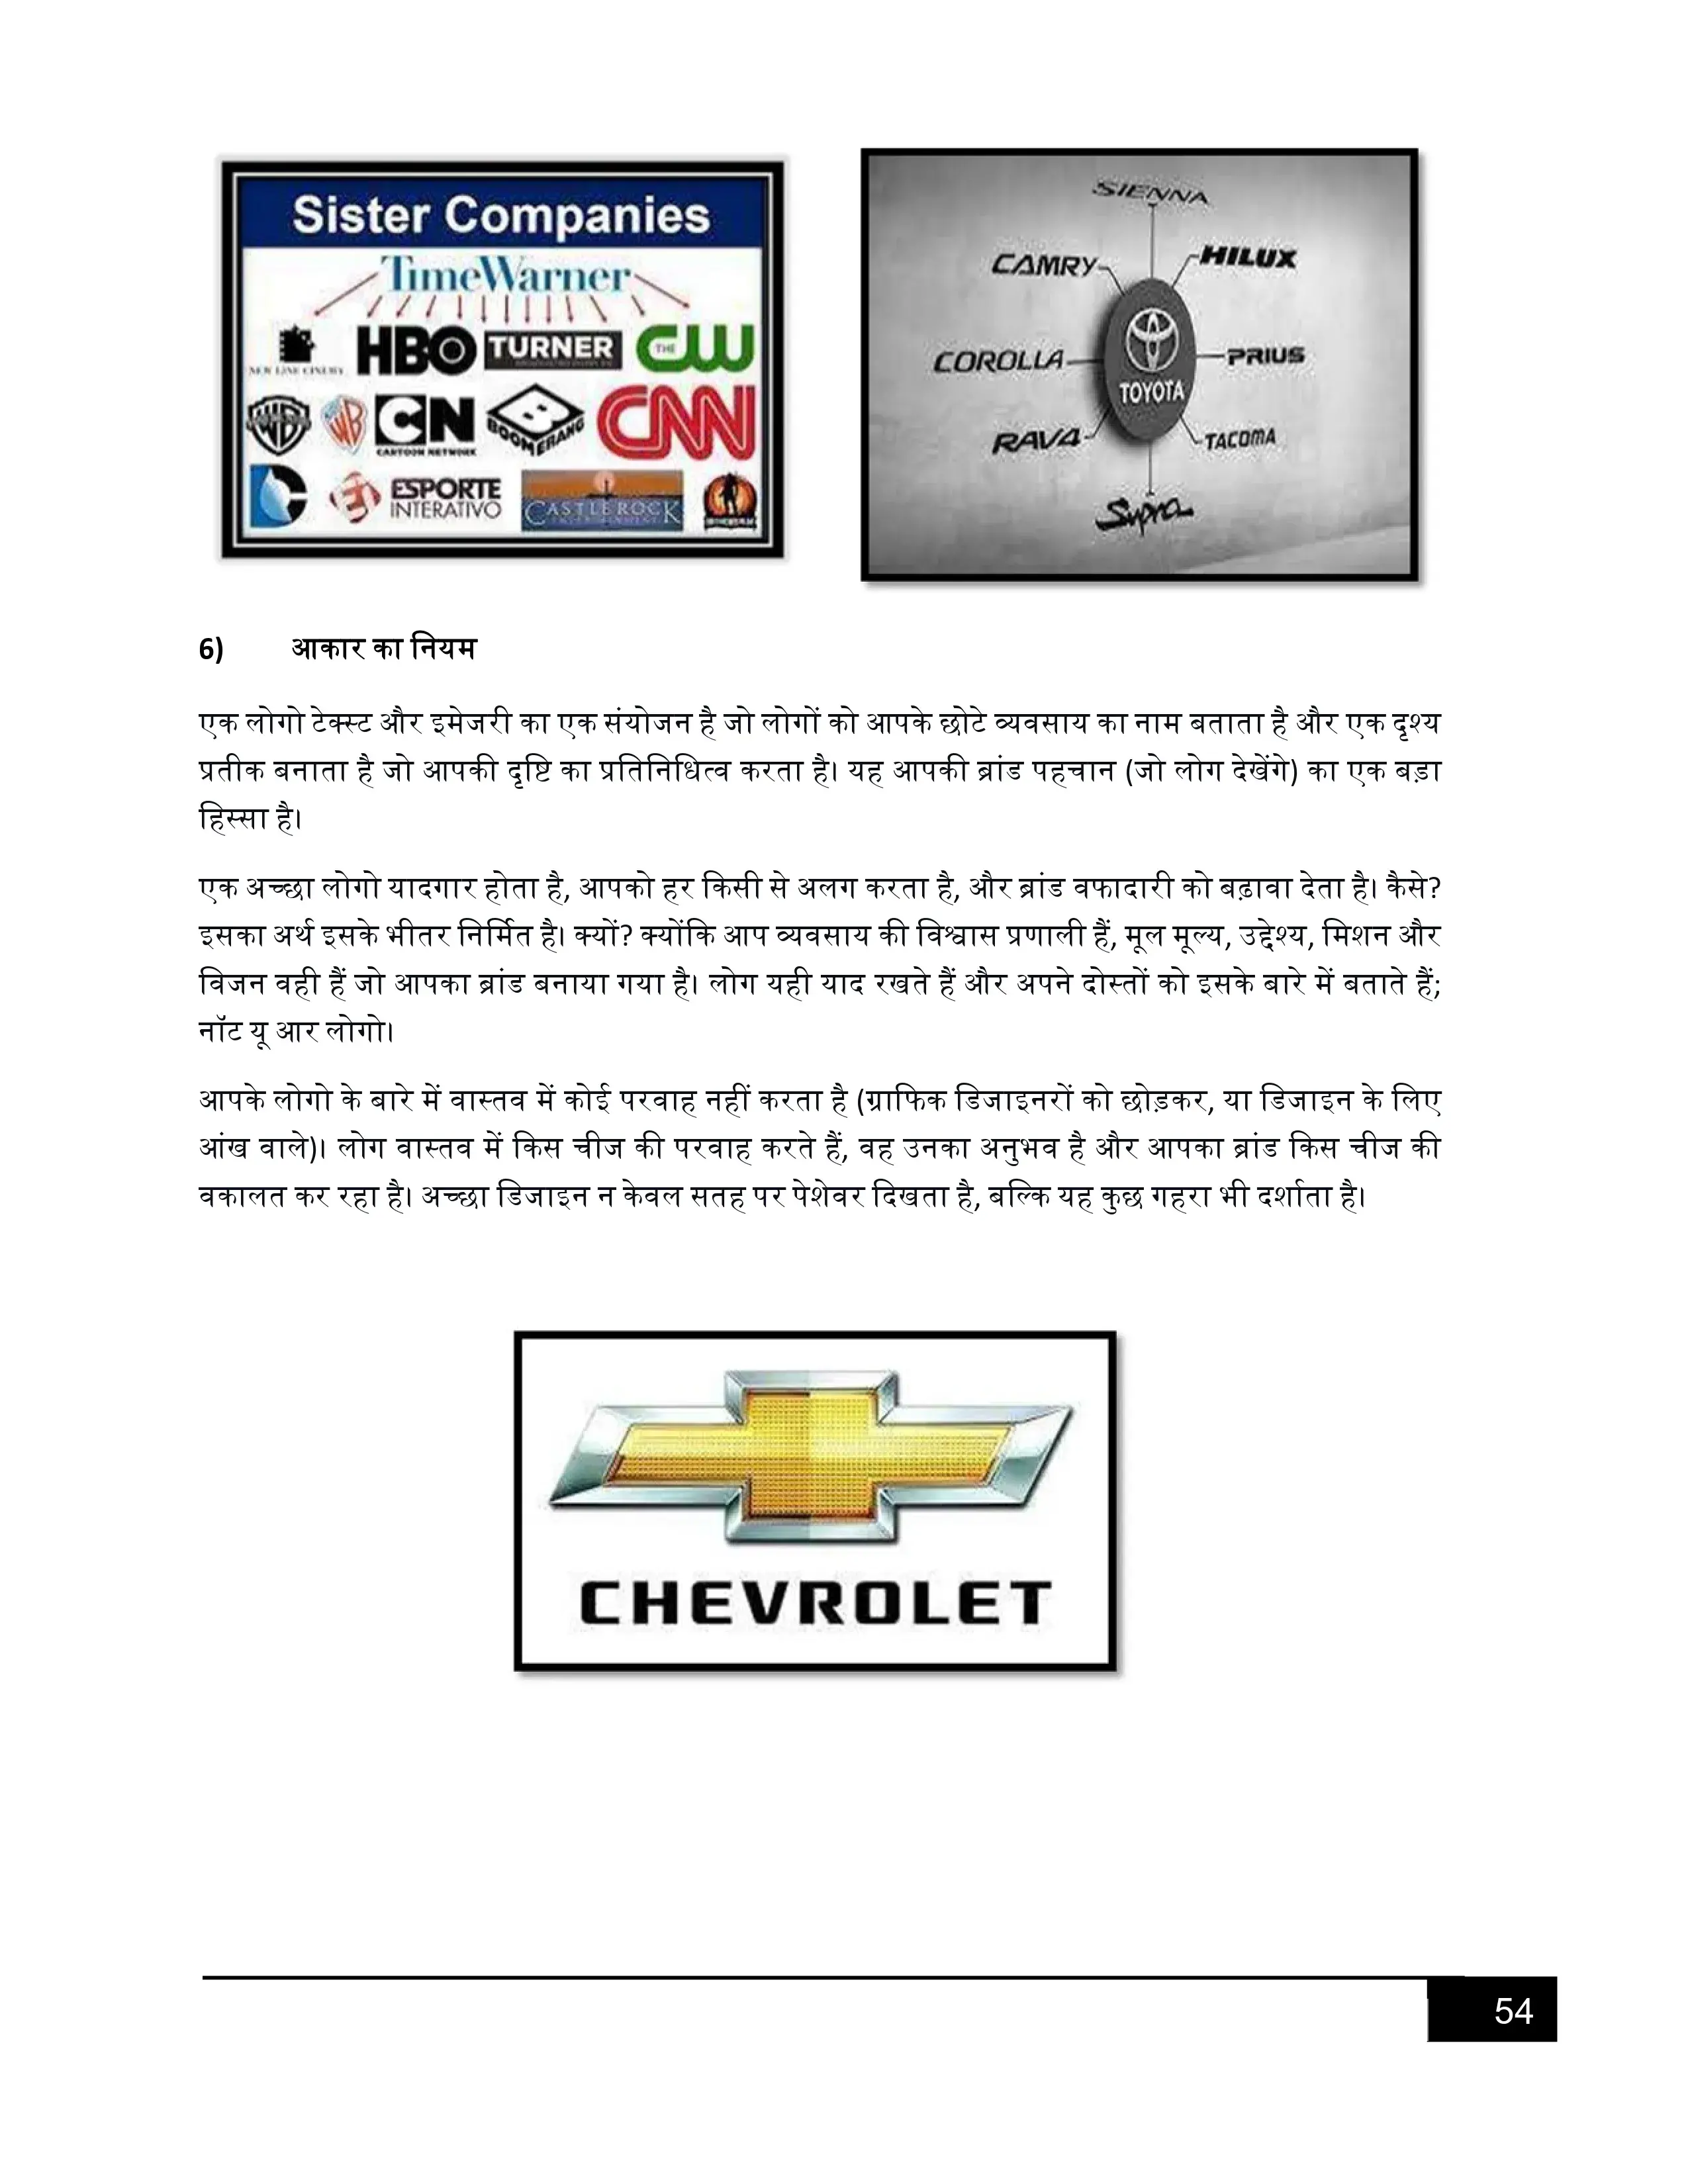 Sister Companies
TimeWarner
NEW LINE CINEMA
HBO
TURNER
THE CW
WB
CN
CARTOON NETWORK
B
BOOMERANG
CNN
ESPORTE
INTERATIVO
CASTLE ROCK
ENTERTAINMENT
SIENNA
CAMRY
HILUX
COROLLA
PRIUS
TOYOTA
RAV4
TACOMA
Supra
6) आकार का नियम
एक लोगो टेक्स्ट और इमेजरी का एक संयोजन है जो लोगों को आपके छोटे व्यवसाय का नाम बताता है और एक दृश्य
प्रतीक बनाता है जो आपकी दृष्टि का प्रतिनिधित्व करता है। यह आपकी ब्रांड पहचान (जो लोग देखेंगे) का एक बड़ा
हिस्सा है।
एक अच्छा लोगो यादगार होता है, आपको हर किसी से अलग करता है, और ब्रांड वफादारी को बढ़ावा देता है। कैसे?
इसका अर्थ इसके भीतर निर्मित है। क्यों? क्योंकि आप व्यवसाय की विश्वास प्रणाली हैं, मूल मूल्य, उद्देश्य, मिशन और
विजन वही हैं जो आपका ब्रांड बनाया गया है। लोग यही याद रखते हैं और अपने दोस्तों को इसके बारे में बताते हैं;
नॉट यू आर लोगो।
आपके लोगो के बारे में वास्तव में कोई परवाह नहीं करता है (ग्राफिक डिजाइनरों को छोड़कर, या डिजाइन के लिए
आंख वाले)। लोग वास्तव में किस चीज की परवाह करते हैं, वह उनका अनुभव है और आपका ब्रांड किस चीज की
वकालत कर रहा है। अच्छा डिजाइन न केवल सतह पर पेशेवर दिखता है, बल्कि यह कुछ गहरा भी दर्शाता है।
CHEVROLET
54